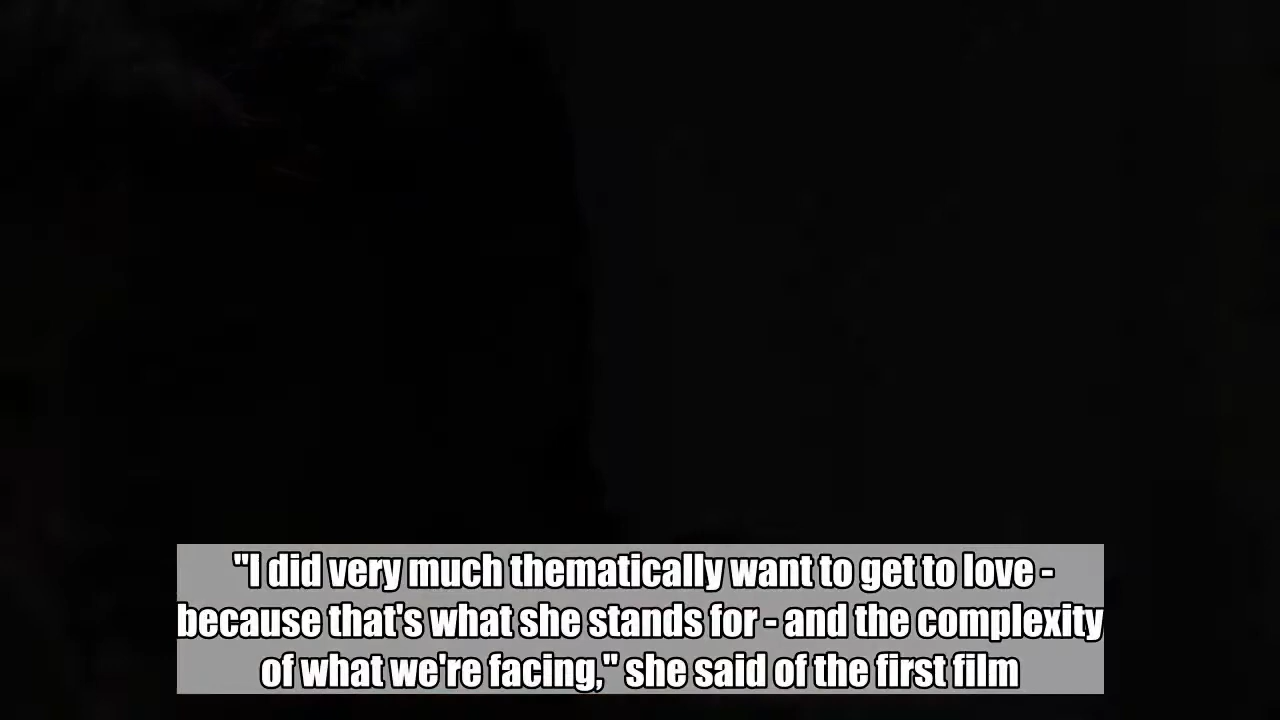 "I did very much thematically want to get to love -
because that's what she stands for - and the complexity
of what we're facing," she said of the first film